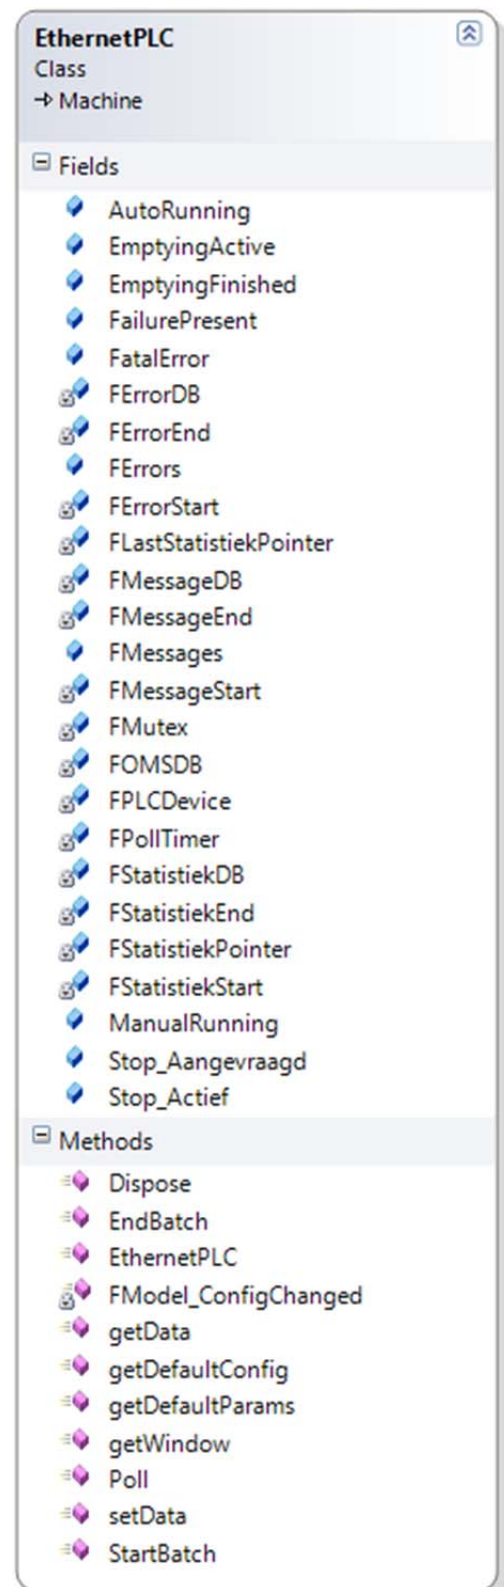 EthernetPLC
Class
Machine
Fields
AutoRunning
EmptyingActive
EmptyingFinished
FailurePresent
FatalError
FErrorDB
FErrorEnd
FErrors
FErrorStart
FLastStatistiekPointer
FMessageDB
FMessageEnd
FMessages
FMessageStart
FMutex
FOMSDB
FPLCDevice
FPollTimer
FStatistiekDB
FStatistiekEnd
FStatistiekPointer
FStatistiekStart
ManualRunning
Stop_Aangevraagd
Stop_Actief
Methods
Dispose
EndBatch
EthernetPLC
FModel_ConfigChanged
getData
getDefaultConfig
getDefaultParams
getWindow
Poll
setData
StartBatch